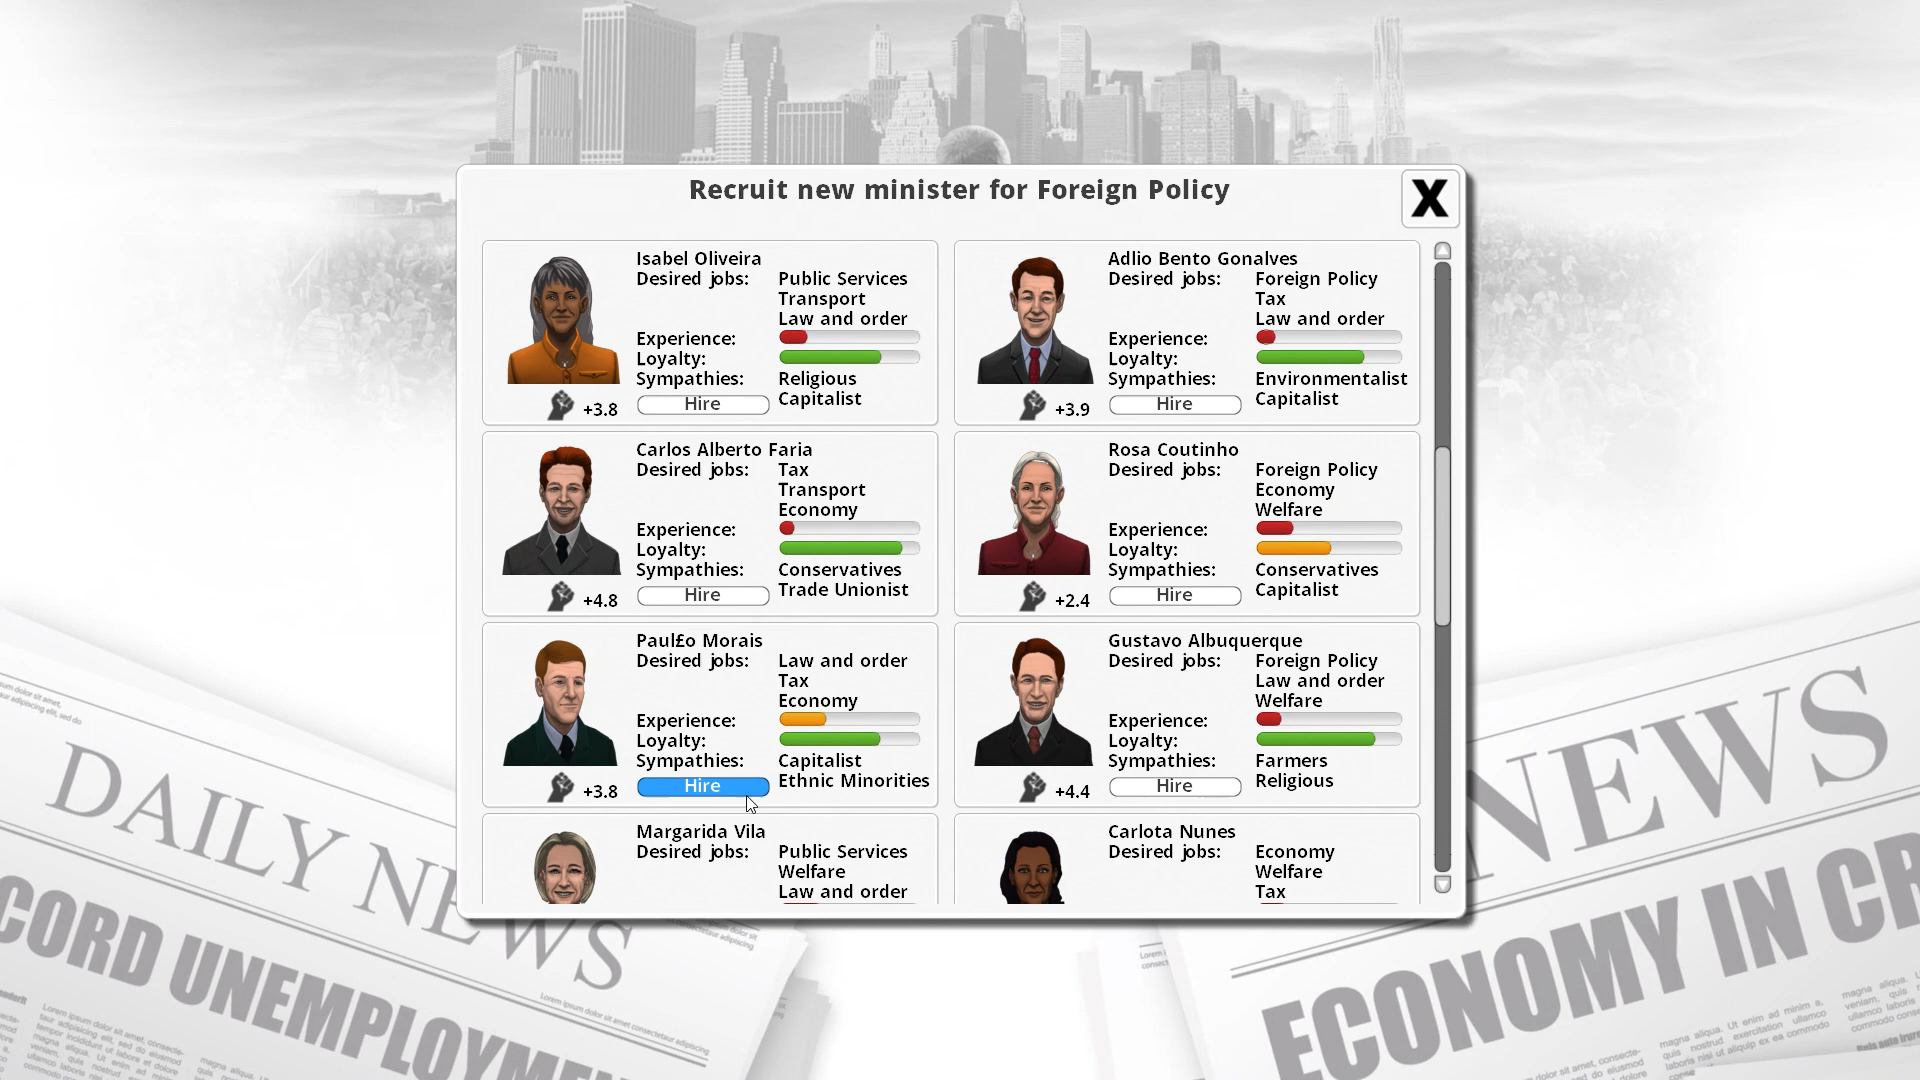 Recruit new minister for Foreign Policy
X
Isabel Oliveira
Desired jobs: Public Services
Transport
Law and order
Experience:
Loyalty:
Sympathies: Religious
Capitalist
+3.8 Hire
Adlio Bento Gonalves
Desired jobs: Foreign Policy
Tax
Law and order
Experience:
Loyalty:
Sympathies: Environmentalist
Capitalist
+3.9 Hire
Carlos Alberto Faria
Desired jobs: Tax
Transport
Economy
Experience:
Loyalty:
Sympathies: Conservatives
Trade Unionist
+4.8 Hire
Rosa Coutinho
Desired jobs: Foreign Policy
Economy
Welfare
Experience:
Loyalty:
Sympathies: Conservatives
Capitalist
+2.4 Hire
Paul£o Morais
Desired jobs: Law and order
Tax
Economy
Experience:
Loyalty:
Sympathies: Capitalist
Ethnic Minorities
+3.8 Hire
Gustavo Albuquerque
Desired jobs: Foreign Policy
Law and order
Welfare
Experience:
Loyalty:
Sympathies: Farmers
Religious
+4.4 Hire
Margarida Vila
Desired jobs: Public Services
Welfare
Law and order
Carlota Nunes
Desired jobs: Economy
Welfare
Tax
DAILY NEWS
CORD UNEMPLOYME
NEWS
ECONOMY IN CR